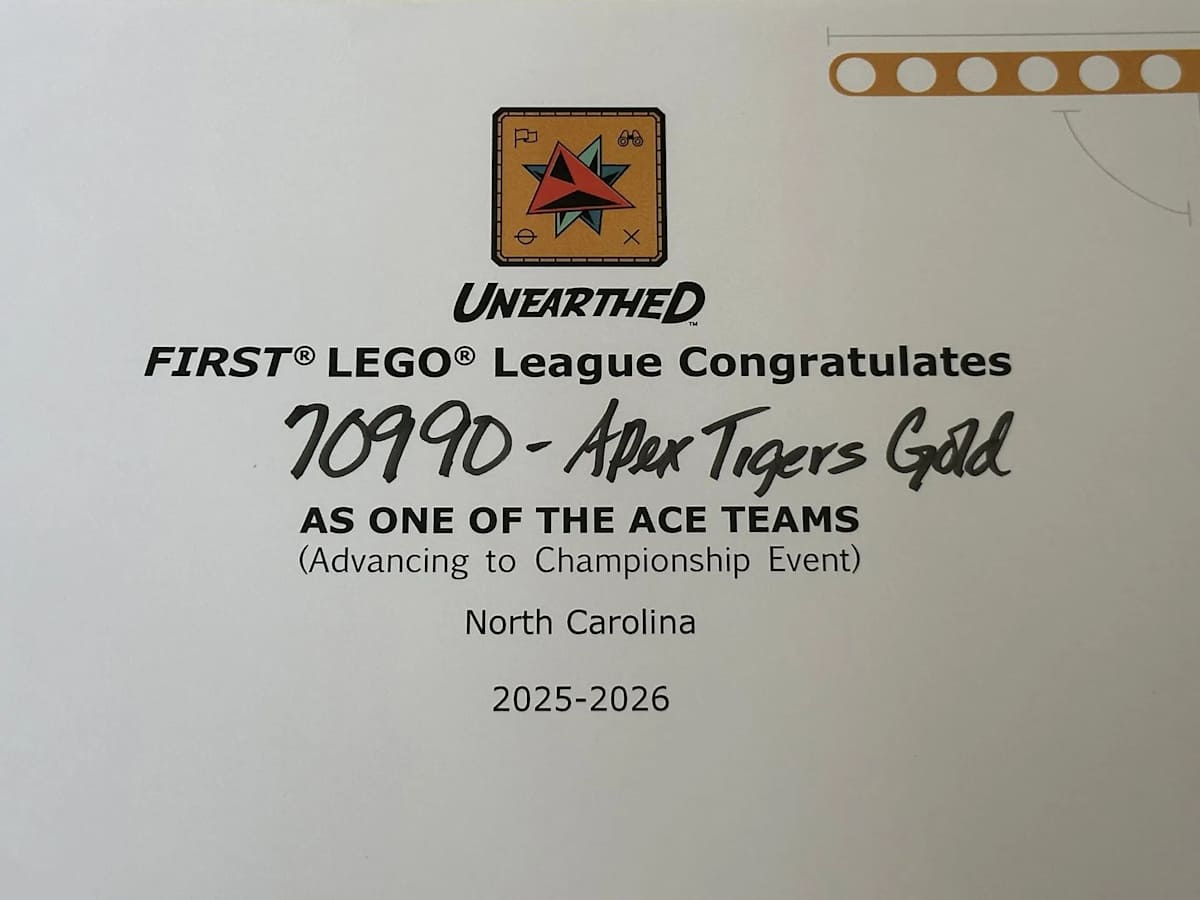 UNEARTHED™
FIRST® LEGO® League Congratulates
70990 - Apex Tigers Gold
AS ONE OF THE ACE TEAMS
(Advancing to Championship Event)
North Carolina
2025-2026